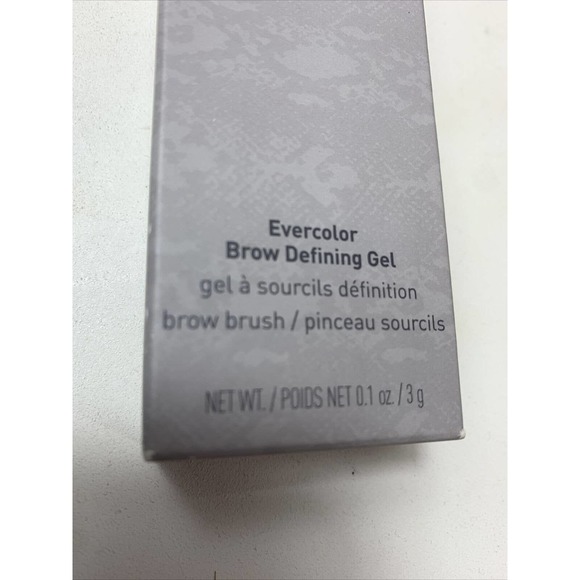 Evercolor
Brow Defining Gel
gel à sourcils définition
brow brush / pinceau sourcils
NET WT. / POIDS NET 0.1 oz. / 3 g